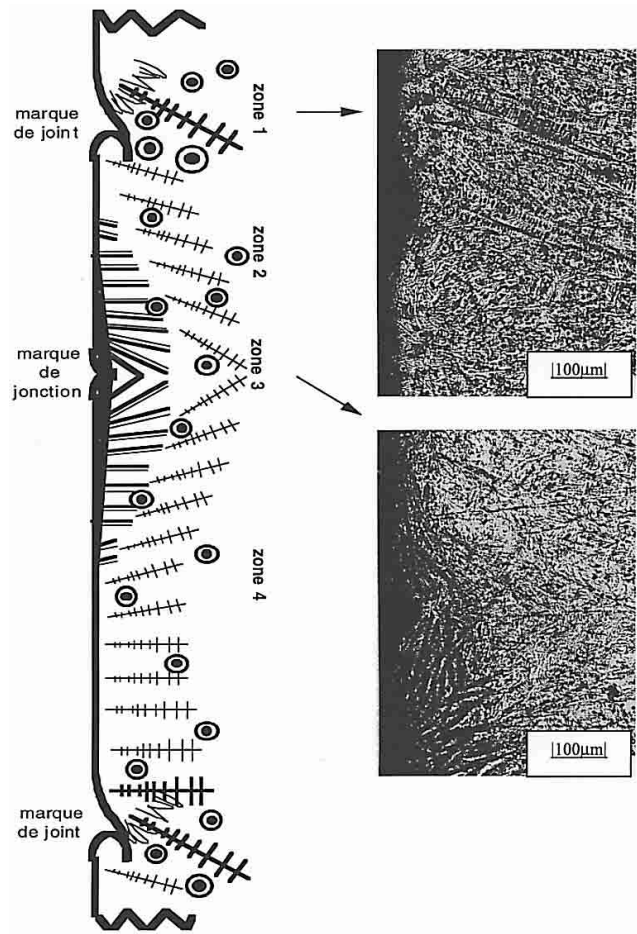 marque
de joint
zone 1
zone 2
marque
de
jonction
zone 3
zone 4
marque
de joint
|100µm|
|100µm|